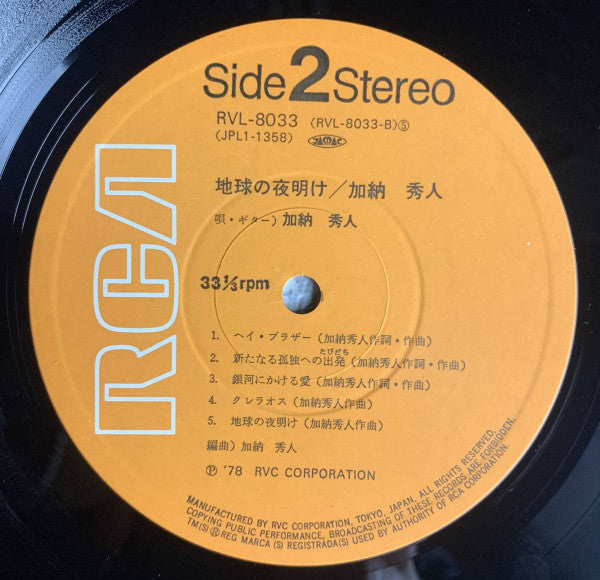 Side 2 Stereo
RVL-8033 (RVL-8033-B)⑤
(JPL1-1358) JASRAC
RCA
地球の夜明け/加納 秀人
唄・ギター) 加納 秀人
33⅓rpm
1. ヘイ・ブラザー (加納秀人作詞・作曲)
たびだち
2. 新たなる孤独への出発 (加納秀人作詞・作曲)
3. 銀河にかける愛 (加納秀人作詞・作曲)
4. クレラオス (加納秀人作曲)
5. 地球の夜明け (加納秀人作曲)
編曲) 加納 秀人
Ⓟ '78 RVC CORPORATION
MANUFACTURED BY RVC CORPORATION, TOKYO, JAPAN, ALL RIGHTS RESERVED.
COPYING PUBLIC PERFORMANCE, BROADCASTING OF THESE RECORDS ARE FORBIDDEN.
TM(S) ® REG MARCA (S) REGISTRADA(S) USED BY AUTHORITY OF RCA CORPORATION.